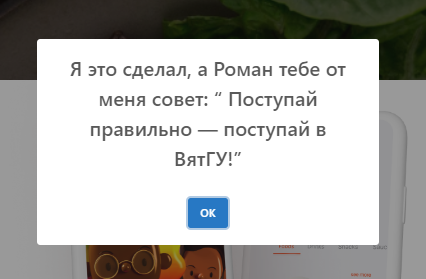 Я это сделал, а Роман тебе от
меня совет: “ Поступай
правильно — поступай в
ВятГУ!”
ОК